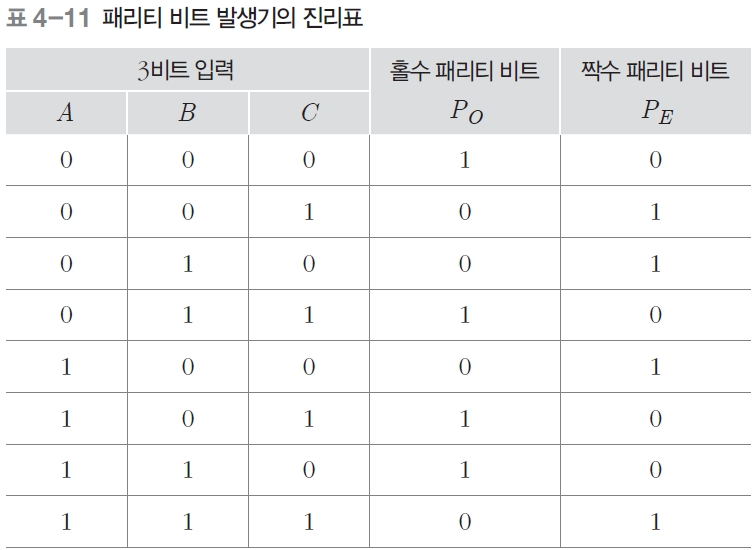 표 4-11 패리티 비트 발생기의 진리표
3비트 입력 홀수 패리티 비트 짝수 패리티 비트
A B C P_O P_E
0 0 0 1 0
0 0 1 0 1
0 1 0 0 1
0 1 1 1 0
1 0 0 0 1
1 0 1 1 0
1 1 0 1 0
1 1 1 0 1